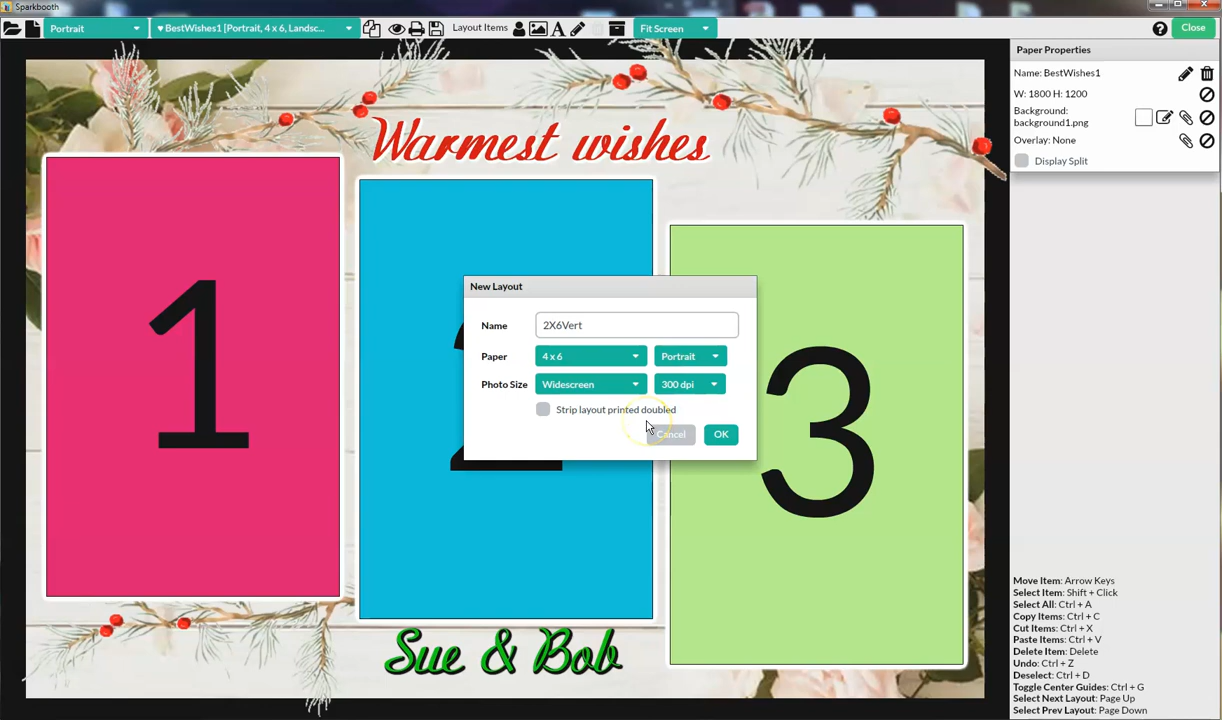 Sparkbooth
Portrait
♥ BestWishes1 [Portrait, 4 x 6, Landsc...
Layout Items
A
Fit Screen
?
Close
Paper Properties
Name: BestWishes1
W: 1800 H: 1200
Background:
background1.png
Overlay: None
Display Split
Warmest wishes
1
2
3
New Layout
Name
2X6Vert
Paper
4 x 6
Portrait
Photo Size
Widescreen
300 dpi
Strip layout printed doubled
Cancel
OK
Sue & Bob
Move Item: Arrow Keys
Select Item: Shift + Click
Select All: Ctrl + A
Copy Items: Ctrl + C
Cut Items: Ctrl + X
Paste Items: Ctrl + V
Delete Item: Delete
Undo: Ctrl + Z
Deselect: Ctrl + D
Toggle Center Guides: Ctrl + G
Select Next Layout: Page Up
Select Prev Layout: Page Down